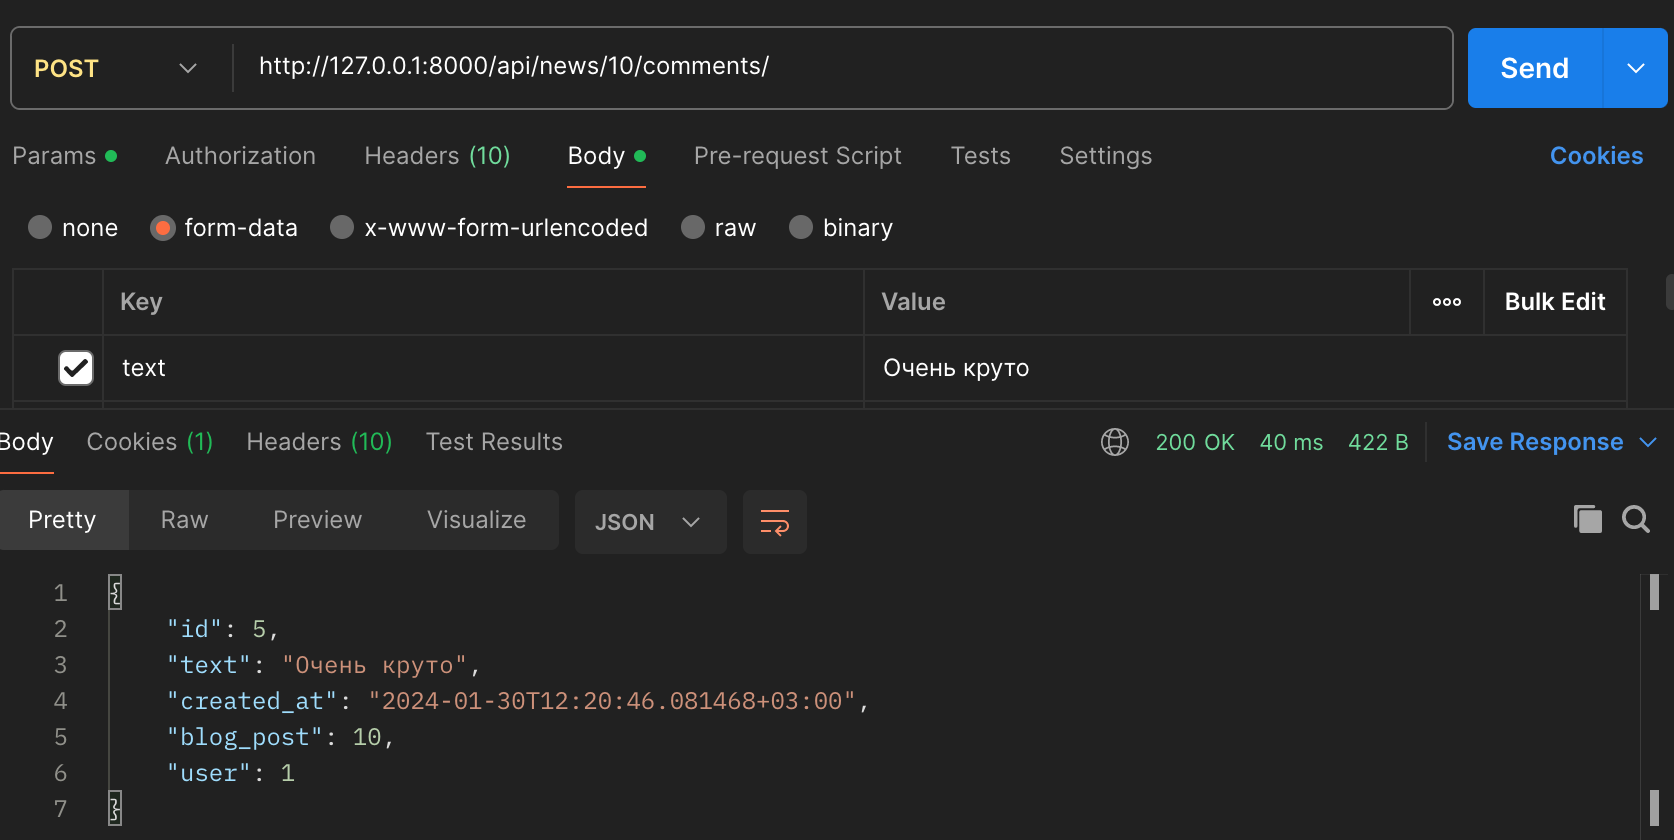 POST http://127.0.0.1:8000/api/news/10/comments/ Send
Params Authorization Headers (10) Body Pre-request Script Tests Settings Cookies
none form-data x-www-form-urlencoded raw binary
Key Value Bulk Edit
text Очень круто
Body Cookies (1) Headers (10) Test Results 200 OK 40 ms 422 B Save Response
Pretty Raw Preview Visualize JSON
1 {
2 "id": 5,
3 "text": "Очень круто",
4 "created_at": "2024-01-30T12:20:46.081468+03:00",
5 "blog_post": 10,
6 "user": 1
7 }